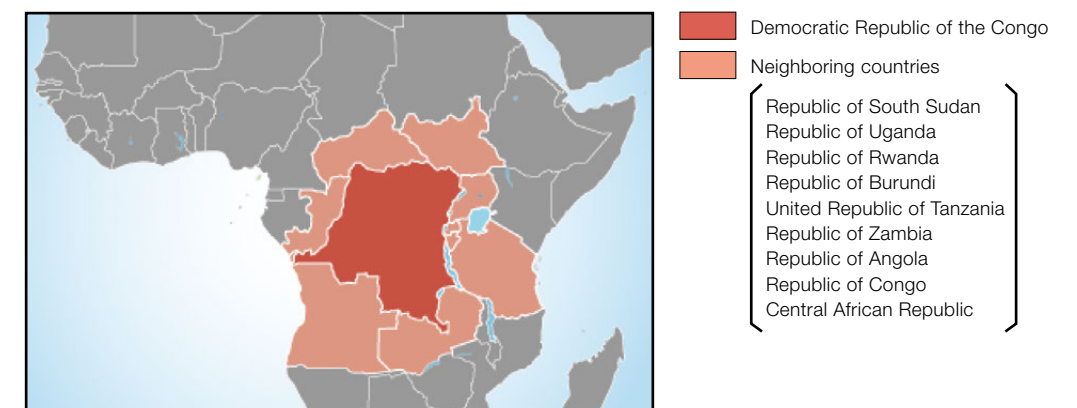 Democratic Republic of the Congo
Neighboring countries
Republic of South Sudan
Republic of Uganda
Republic of Rwanda
Republic of Burundi
United Republic of Tanzania
Republic of Zambia
Republic of Angola
Republic of Congo
Central African Republic